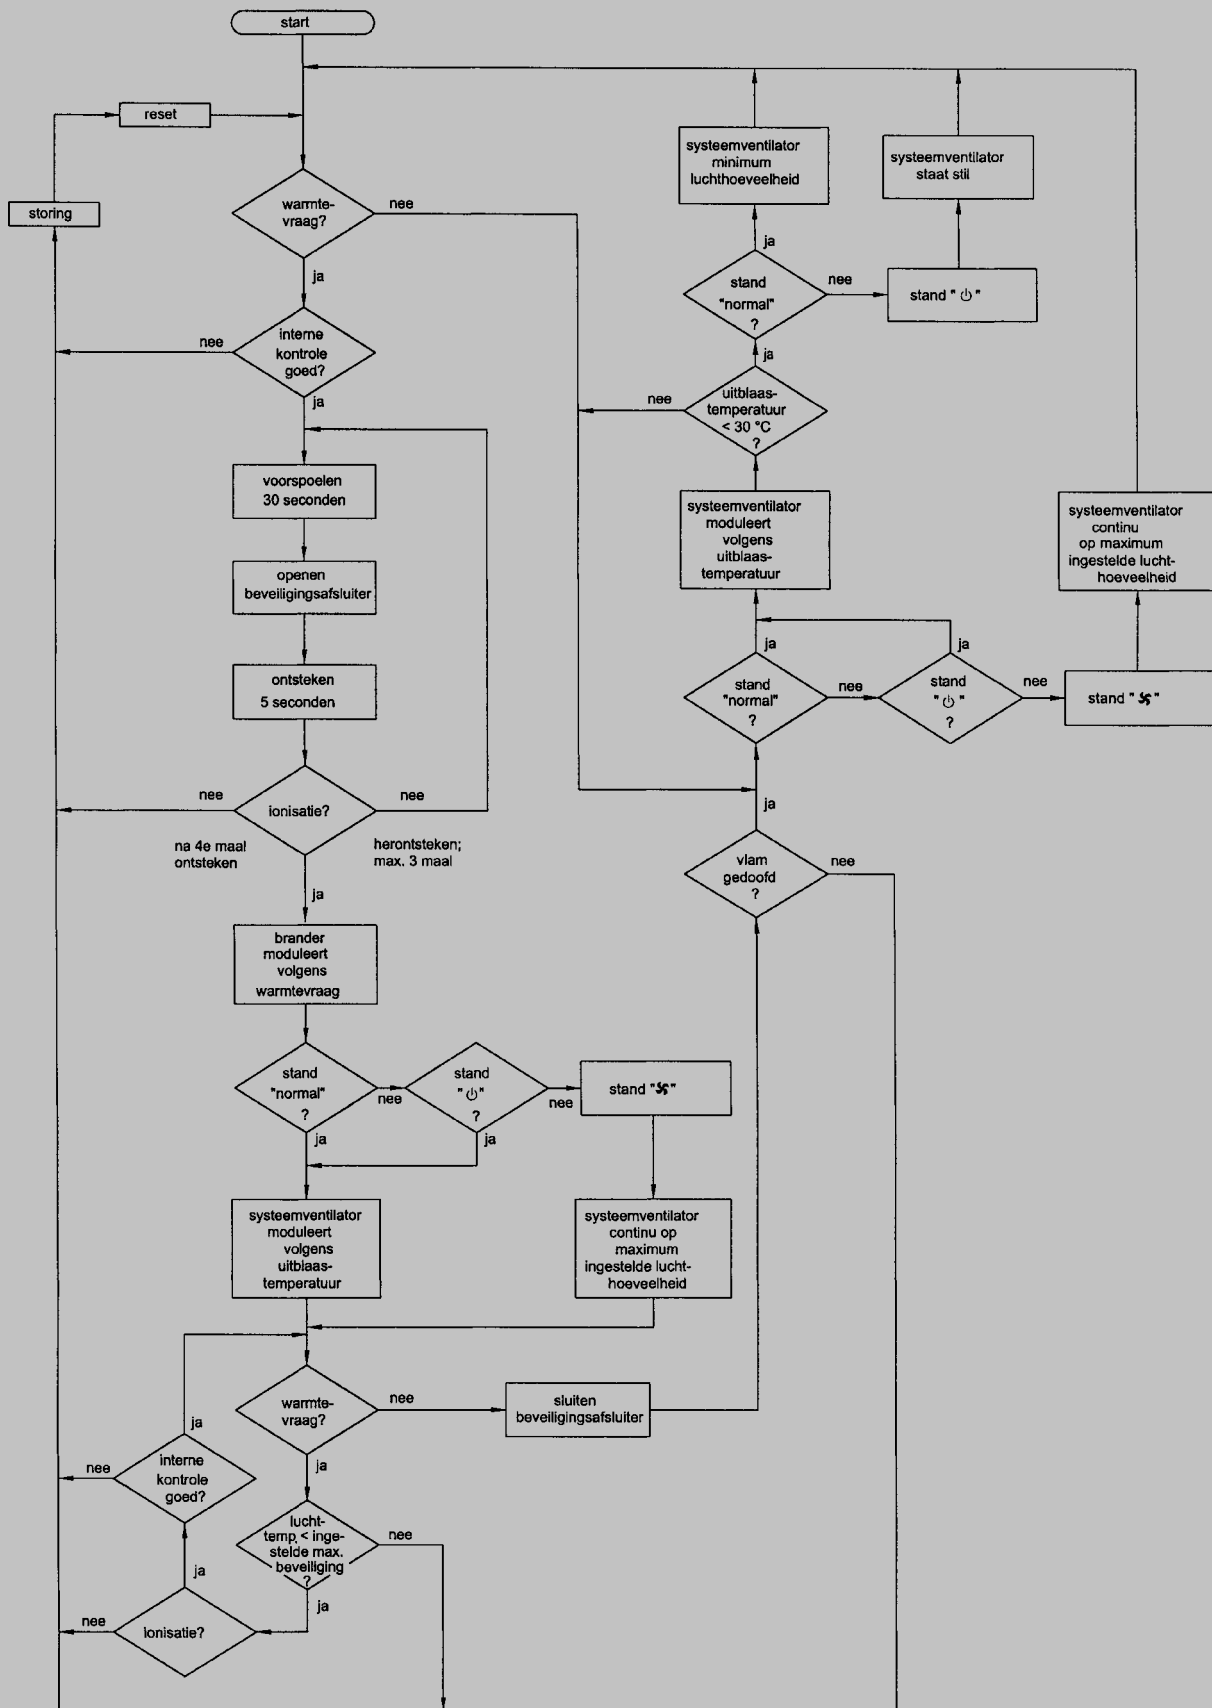 start
reset
storing
warmte-
vraag?
nee
ja
interne
kontrole
goed?
nee
ja
voorspoelen
30 seconden
openen
beveiligingsafsluiter
ontsteken
5 seconden
ionisatie?
nee
nee
na 4e maal
ontsteken
herontsteken;
max. 3 maal
ja
brander
moduleert
volgens
warmtevraag
stand
"normal"
?
nee
ja
stand
" ⏻ "
?
nee
ja
stand " "
systeemventilator
moduleert
volgens
uitblaas-
temperatuur
systeemventilator
continu op
maximum
ingestelde lucht-
hoeveelheid
warmte-
vraag?
nee
ja
sluiten
beveiligingsafsluiter
lucht-
temp. < inge-
stelde max.
beveiliging
?
nee
ja
ionisatie?
nee
ja
interne
kontrole
goed?
nee
ja
vlam
gedoofd
?
nee
ja
stand
"normal"
?
nee
ja
stand
" ⏻ "
?
nee
ja
stand " "
systeemventilator
continu
op maximum
ingestelde lucht-
hoeveelheid
systeemventilator
moduleert
volgens
uitblaas-
temperatuur
uitblaas-
temperatuur
< 30 °C
?
nee
ja
stand
"normal"
?
nee
ja
stand " ⏻ "
systeemventilator
minimum
luchthoeveelheid
systeemventilator
staat stil